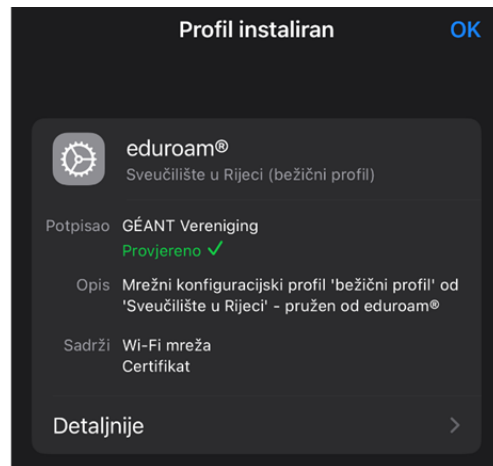 Profil instaliran OK
eduroam®
Sveučilište u Rijeci (bežični profil)
Potpisao GÉANT Vereniging
Provjereno ✓
Opis Mrežni konfiguracijski profil 'bežični profil' od
'Sveučilište u Rijeci' - pružen od eduroam®
Sadrži Wi-Fi mreža
Certifikat
Detaljnije